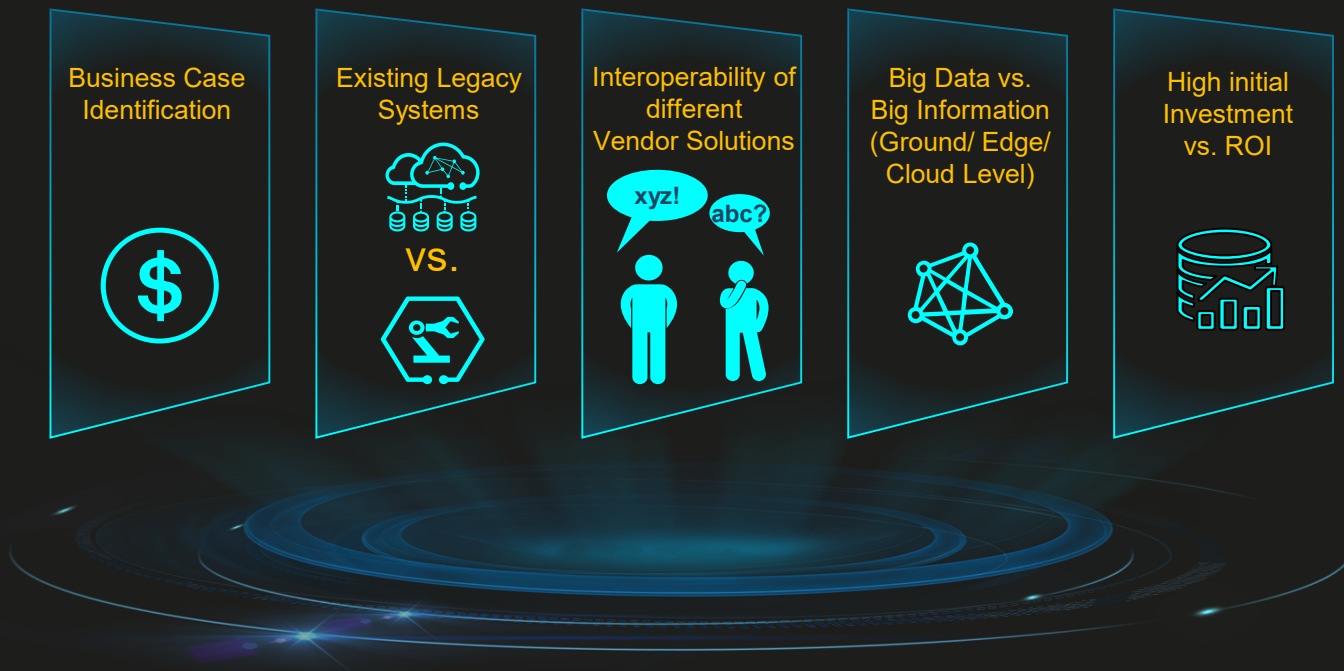 Business Case
Identification
$
Existing Legacy
Systems
vs.
Interoperability of
different
Vendor Solutions
xyz!
abc?
Big Data vs.
Big Information
(Ground/ Edge/
Cloud Level)
High initial
Investment
vs. ROI